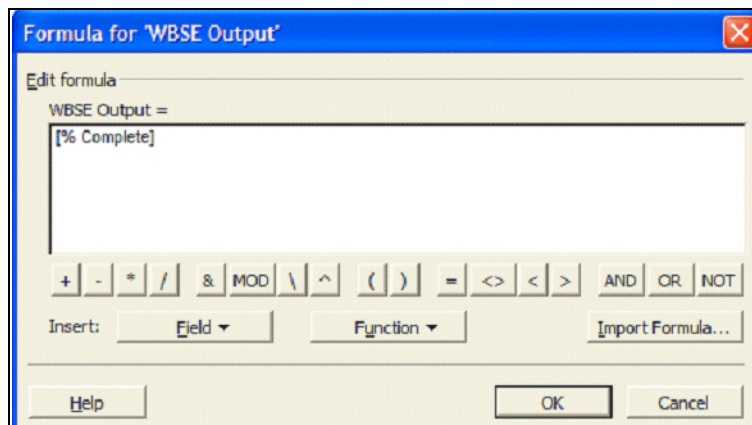 Formula for 'WBSE Output'
Edit formula
WBSE Output =
[% Complete]
+ - * / & MOD \ ^ ( ) = <> < > AND OR NOT
Insert: Field Function Import Formula...
Help OK Cancel